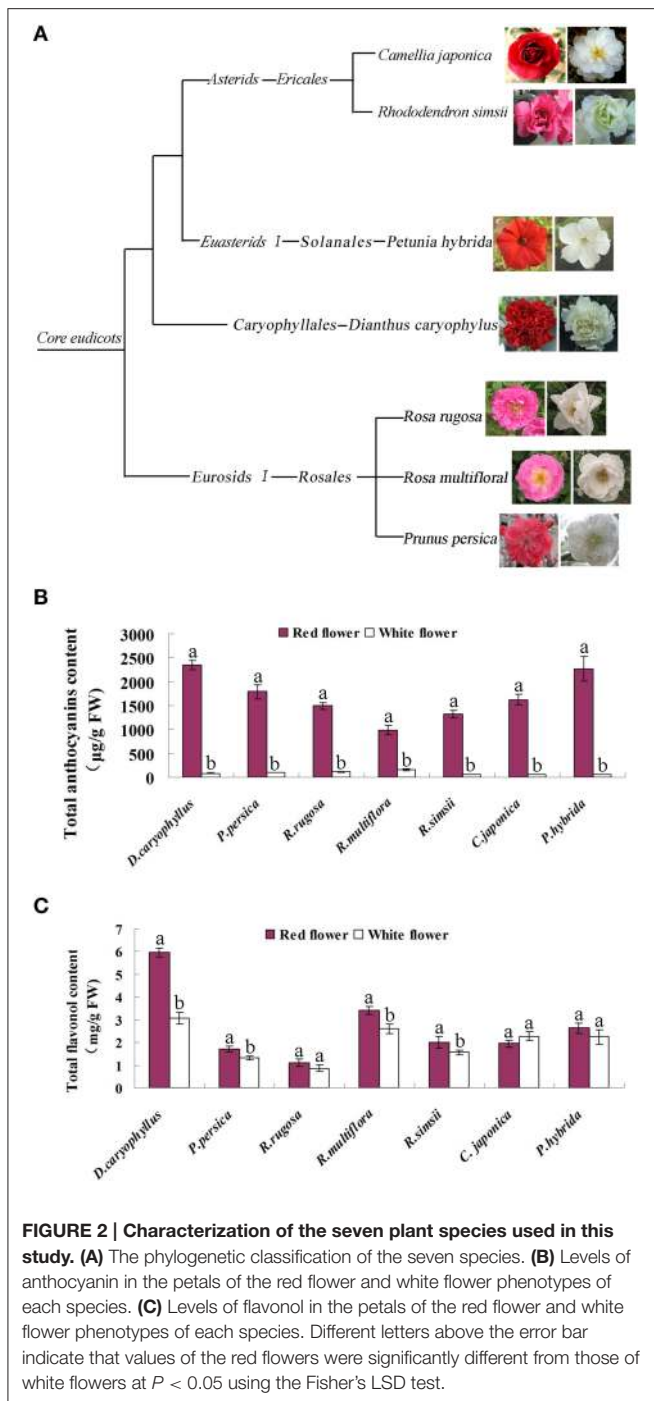 A
Camellia japonica
Asterids Ericales
Rhododendron simsii
Euasterids I Solanales Petunia hybrida
Caryophyllales Dianthus caryophylus
Core eudicots
Rosa rugosa
Eurosids I Rosales
Rosa multifloral
Prunus persica
B
Total anthocyanins content
(μg/g FW)
3000
2500
2000
1500
1000
500
0
Red flower White flower
a b a b a b a b a b a b a b
D.caryophyllus P.persica R.rugosa R.multiflora R.simsii C.japonica P.hybrida
C
Total flavonol content
(mg/g FW)
7
6
5
4
3
2
1
0
Red flower White flower
a b a b a a a b a b a a a a
D.caryophyllus P.persica R.rugosa R.multiflora R.simsii C. japonica P.hybrida
FIGURE 2 | Characterization of the seven plant species used in this
study. (A) The phylogenetic classification of the seven species. (B) Levels of
anthocyanin in the petals of the red flower and white flower phenotypes of
each species. (C) Levels of flavonol in the petals of the red flower and white
flower phenotypes of each species. Different letters above the error bar
indicate that values of the red flowers were significantly different from those of
white flowers at P < 0.05 using the Fisher's LSD test.